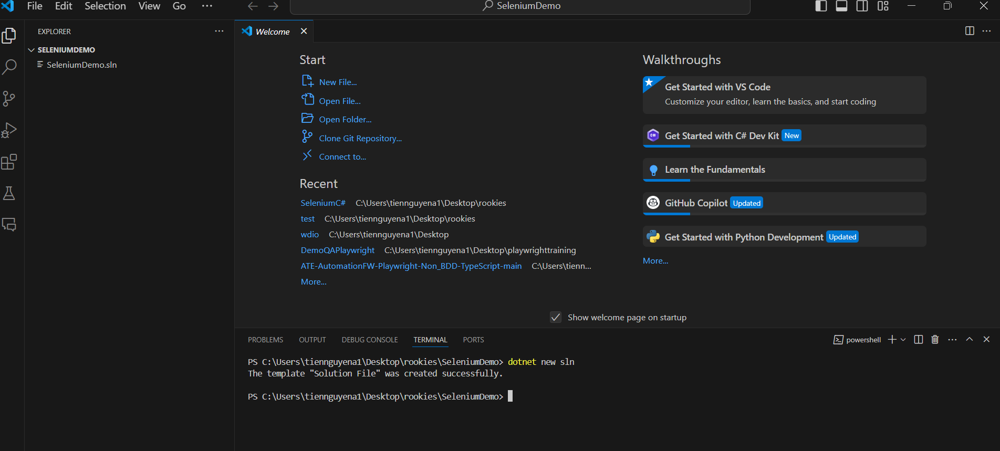 File Edit Selection View Go ... SeleniumDemo
EXPLORER ...
SELENIUMDEMO
SeleniumDemo.sln
Welcome
Start
New File...
Open File...
Open Folder...
Clone Git Repository...
Connect to...
Recent
SeleniumC# C:\Users\tiennguyena1\Desktop\rookies
test C:\Users\tiennguyena1\Desktop\rookies
wdio C:\Users\tiennguyena1\Desktop
DemoQAPlaywright C:\Users\tiennguyena1\Desktop\playwrighttraining
ATE-AutomationFW-Playwright-Non_BDD-TypeScript-main C:\Users\tienn...
More...
Walkthroughs
Get Started with VS Code
Customize your editor, learn the basics, and start coding
Get Started with C# Dev Kit New
Learn the Fundamentals
GitHub Copilot Updated
Get Started with Python Development Updated
More...
Show welcome page on startup
PROBLEMS OUTPUT DEBUG CONSOLE TERMINAL PORTS powershell
PS C:\Users\tiennguyena1\Desktop\rookies\SeleniumDemo> dotnet new sln
The template "Solution File" was created successfully.
PS C:\Users\tiennguyena1\Desktop\rookies\SeleniumDemo>